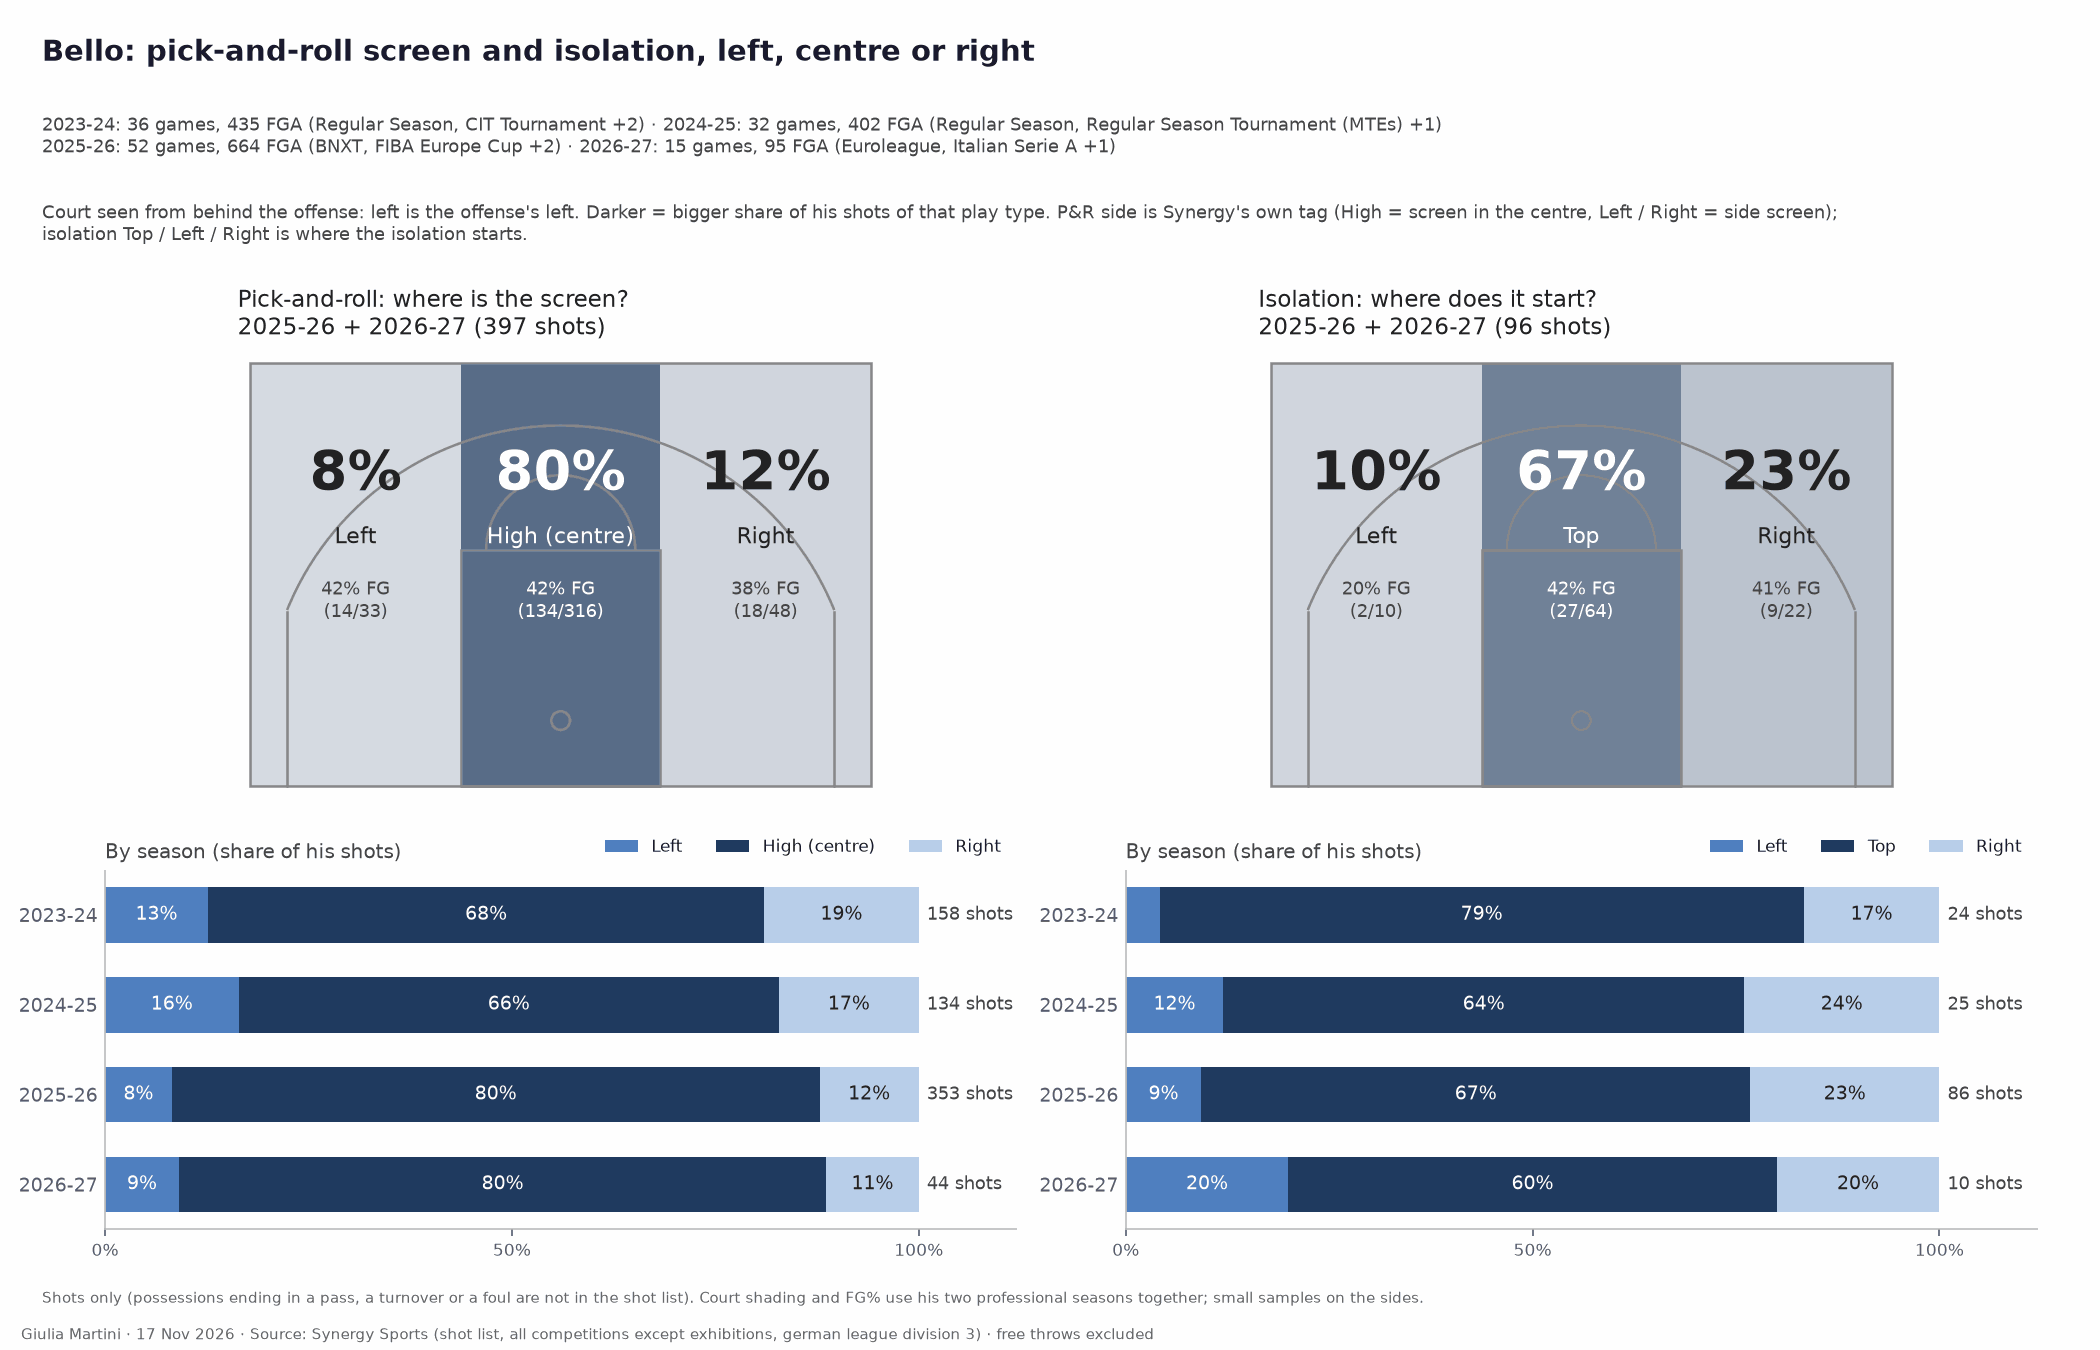 Bello: pick-and-roll screen and isolation, left, centre or right
2023-24: 36 games, 435 FGA (Regular Season, CIT Tournament +2) · 2024-25: 32 games, 402 FGA (Regular Season, Regular Season Tournament (MTEs) +1)
2025-26: 52 games, 664 FGA (BNXT, FIBA Europe Cup +2) · 2026-27: 15 games, 95 FGA (Euroleague, Italian Serie A +1)
Court seen from behind the offense: left is the offense's left. Darker = bigger share of his shots of that play type. P&R side is Synergy's own tag (High = screen in the centre, Left / Right = side screen);
isolation Top / Left / Right is where the isolation starts.
Pick-and-roll: where is the screen?
2025-26 + 2026-27 (397 shots)
8% 80% 12%
Left High (centre) Right
42% FG 42% FG 38% FG
(14/33) (134/316) (18/48)
Isolation: where does it start?
2025-26 + 2026-27 (96 shots)
10% 67% 23%
Left Top Right
20% FG 42% FG 41% FG
(2/10) (27/64) (9/22)
By season (share of his shots) Left High (centre) Right
2023-24 13% 68% 19% 158 shots
2024-25 16% 66% 17% 134 shots
2025-26 8% 80% 12% 353 shots
2026-27 9% 80% 11% 44 shots
0% 50% 100%
By season (share of his shots) Left Top Right
2023-24 79% 17% 24 shots
2024-25 12% 64% 24% 25 shots
2025-26 9% 67% 23% 86 shots
2026-27 20% 60% 20% 10 shots
0% 50% 100%
Shots only (possessions ending in a pass, a turnover or a foul are not in the shot list). Court shading and FG% use his two professional seasons together; small samples on the sides.
Giulia Martini · 17 Nov 2026 · Source: Synergy Sports (shot list, all competitions except exhibitions, german league division 3) · free throws excluded